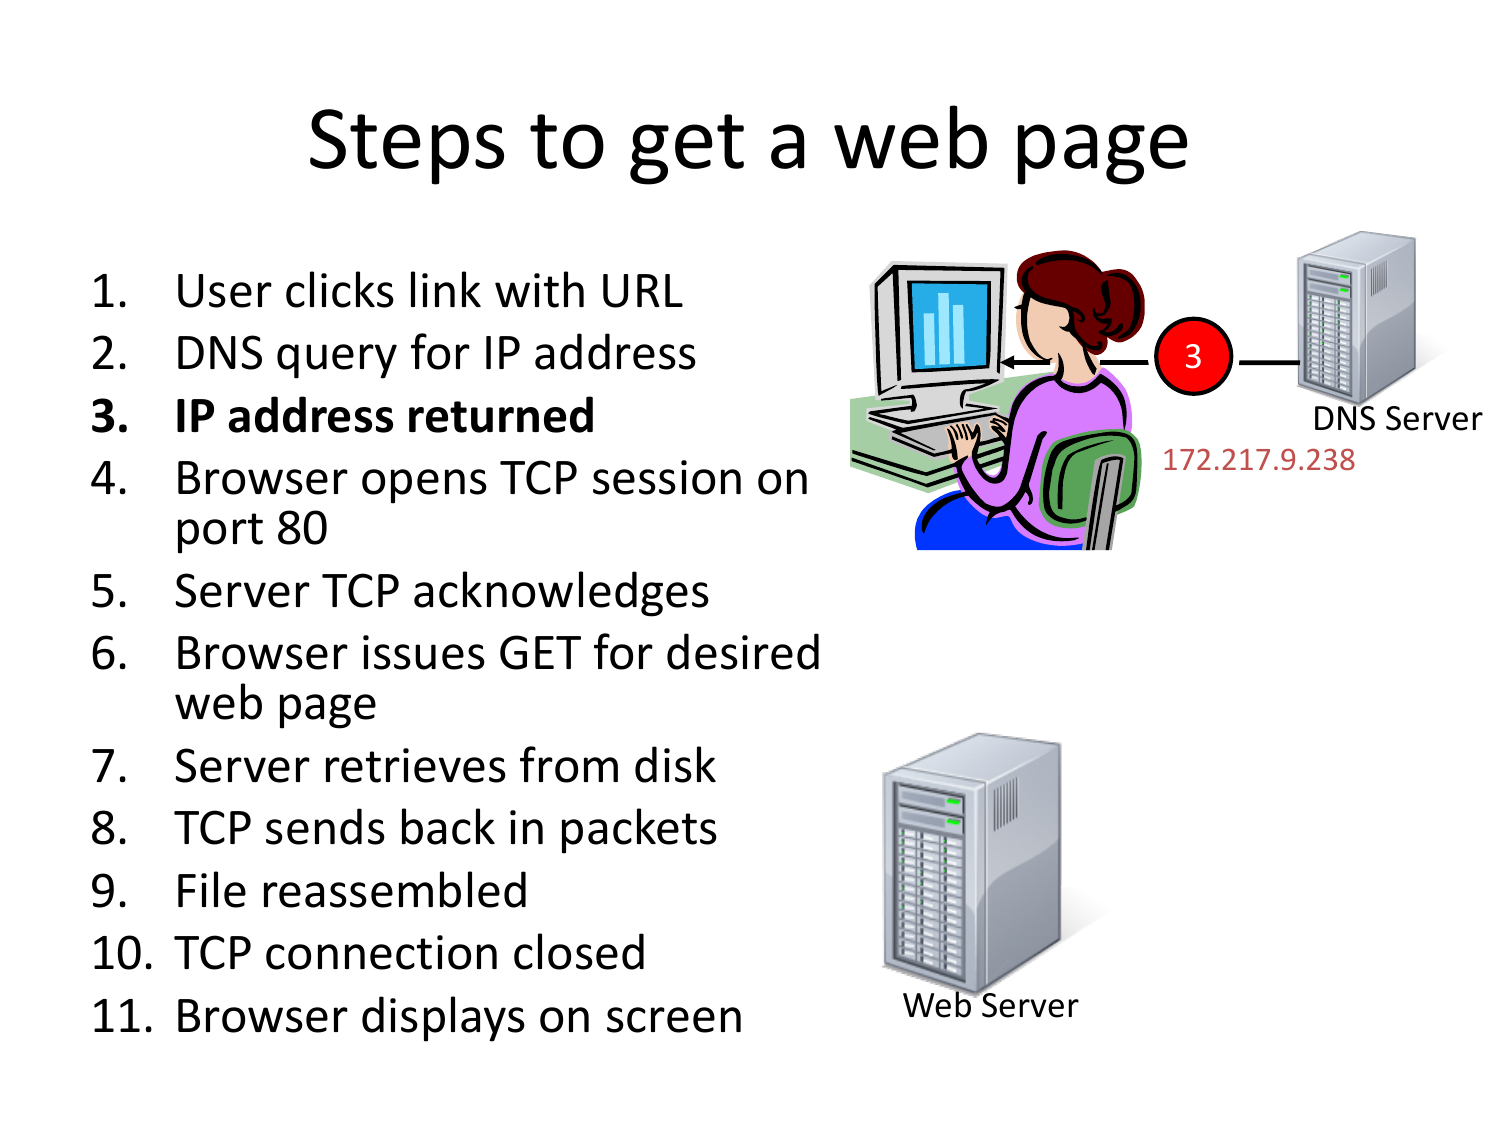 Steps to get a web page
1. User clicks link with URL
2. DNS query for IP address
3. IP address returned
4. Browser opens TCP session on
port 80
5. Server TCP acknowledges
6. Browser issues GET for desired
web page
7. Server retrieves from disk
8. TCP sends back in packets
9. File reassembled
10. TCP connection closed
11. Browser displays on screen
3
DNS Server
172.217.9.238
Web Server